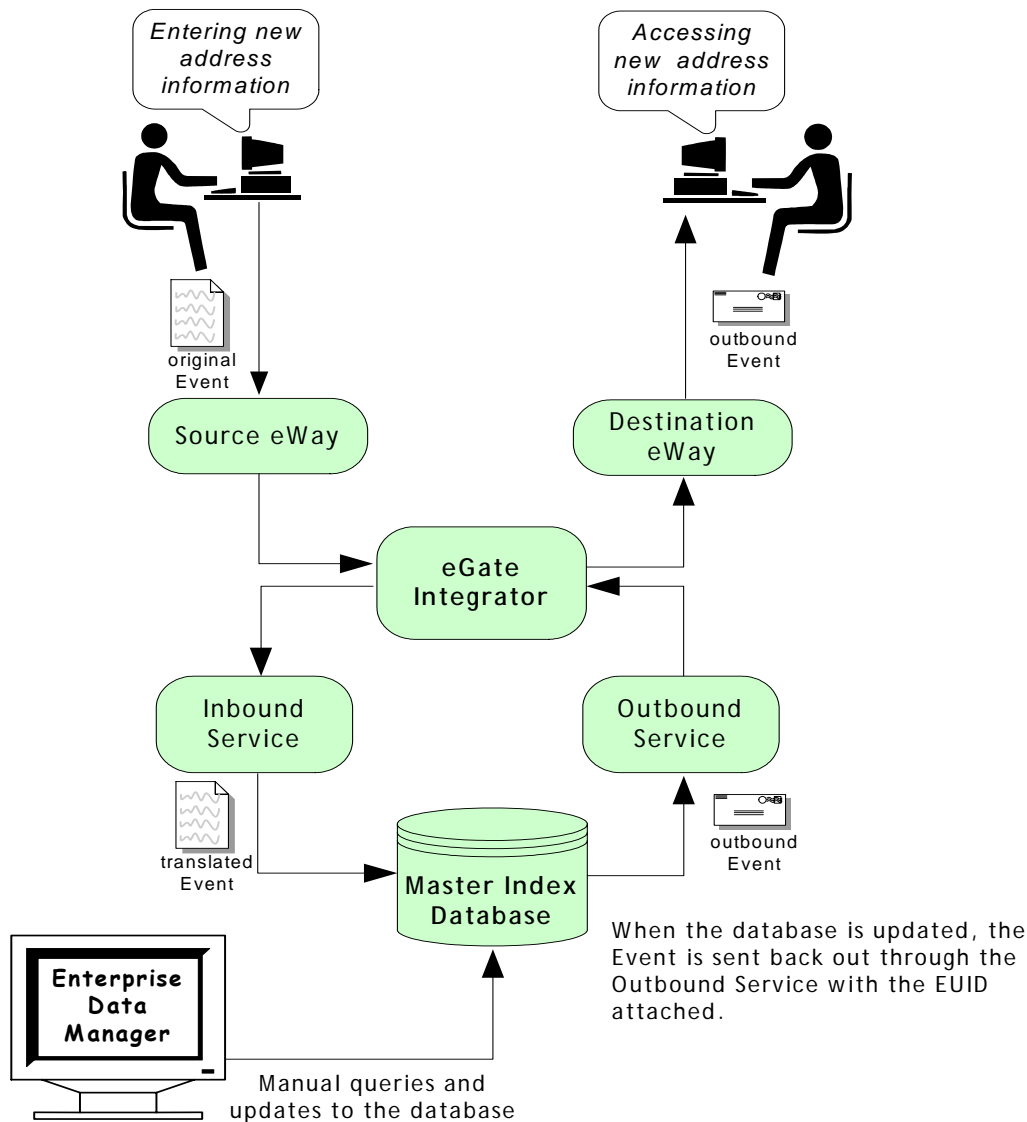 Entering new
address
information
Accessing
new address
information
original
Event
outbound
Event
Source eWay
Destination
eWay
eGate
Integrator
Inbound
Service
Outbound
Service
translated
Event
outbound
Event
Master Index
Database
When the database is updated, the
Event is sent back out through the
Outbound Service with the EUID
attached.
Enterprise
Data
Manager
Manual queries and
updates to the database